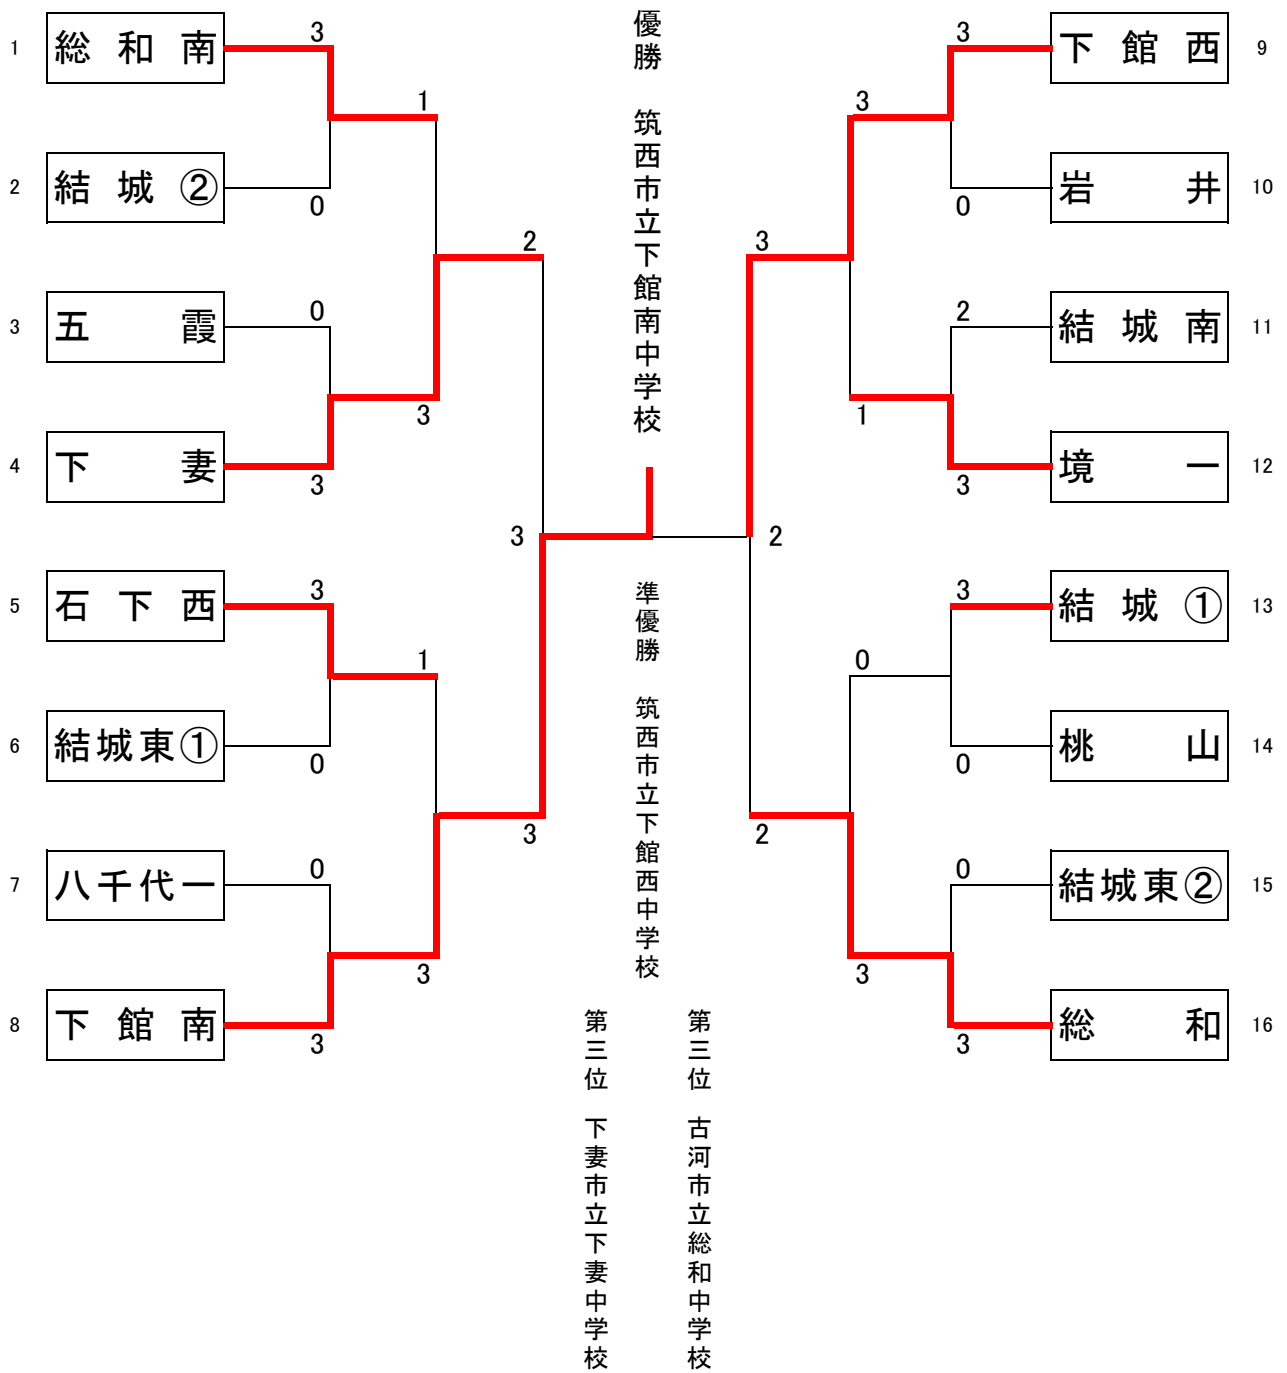 1 総和南 3
1
2 結城② 0
2
3 五霞 0
3
4 下妻 3
3
5 石下西 3
1
6 結城東① 0
3
7 八千代一 0
3
8 下館南 3
優勝 筑西市立下館南中学校
準優勝 筑西市立下館西中学校
第三位 古河市立総和中学校
第三位 下妻市立下妻中学校
3 下館西 9
3
0 岩井 10
3
2 結城南 11
1
3 境一 12
2
3 結城① 13
0
0 桃山 14
2
0 結城東② 15
3
3 総和 16